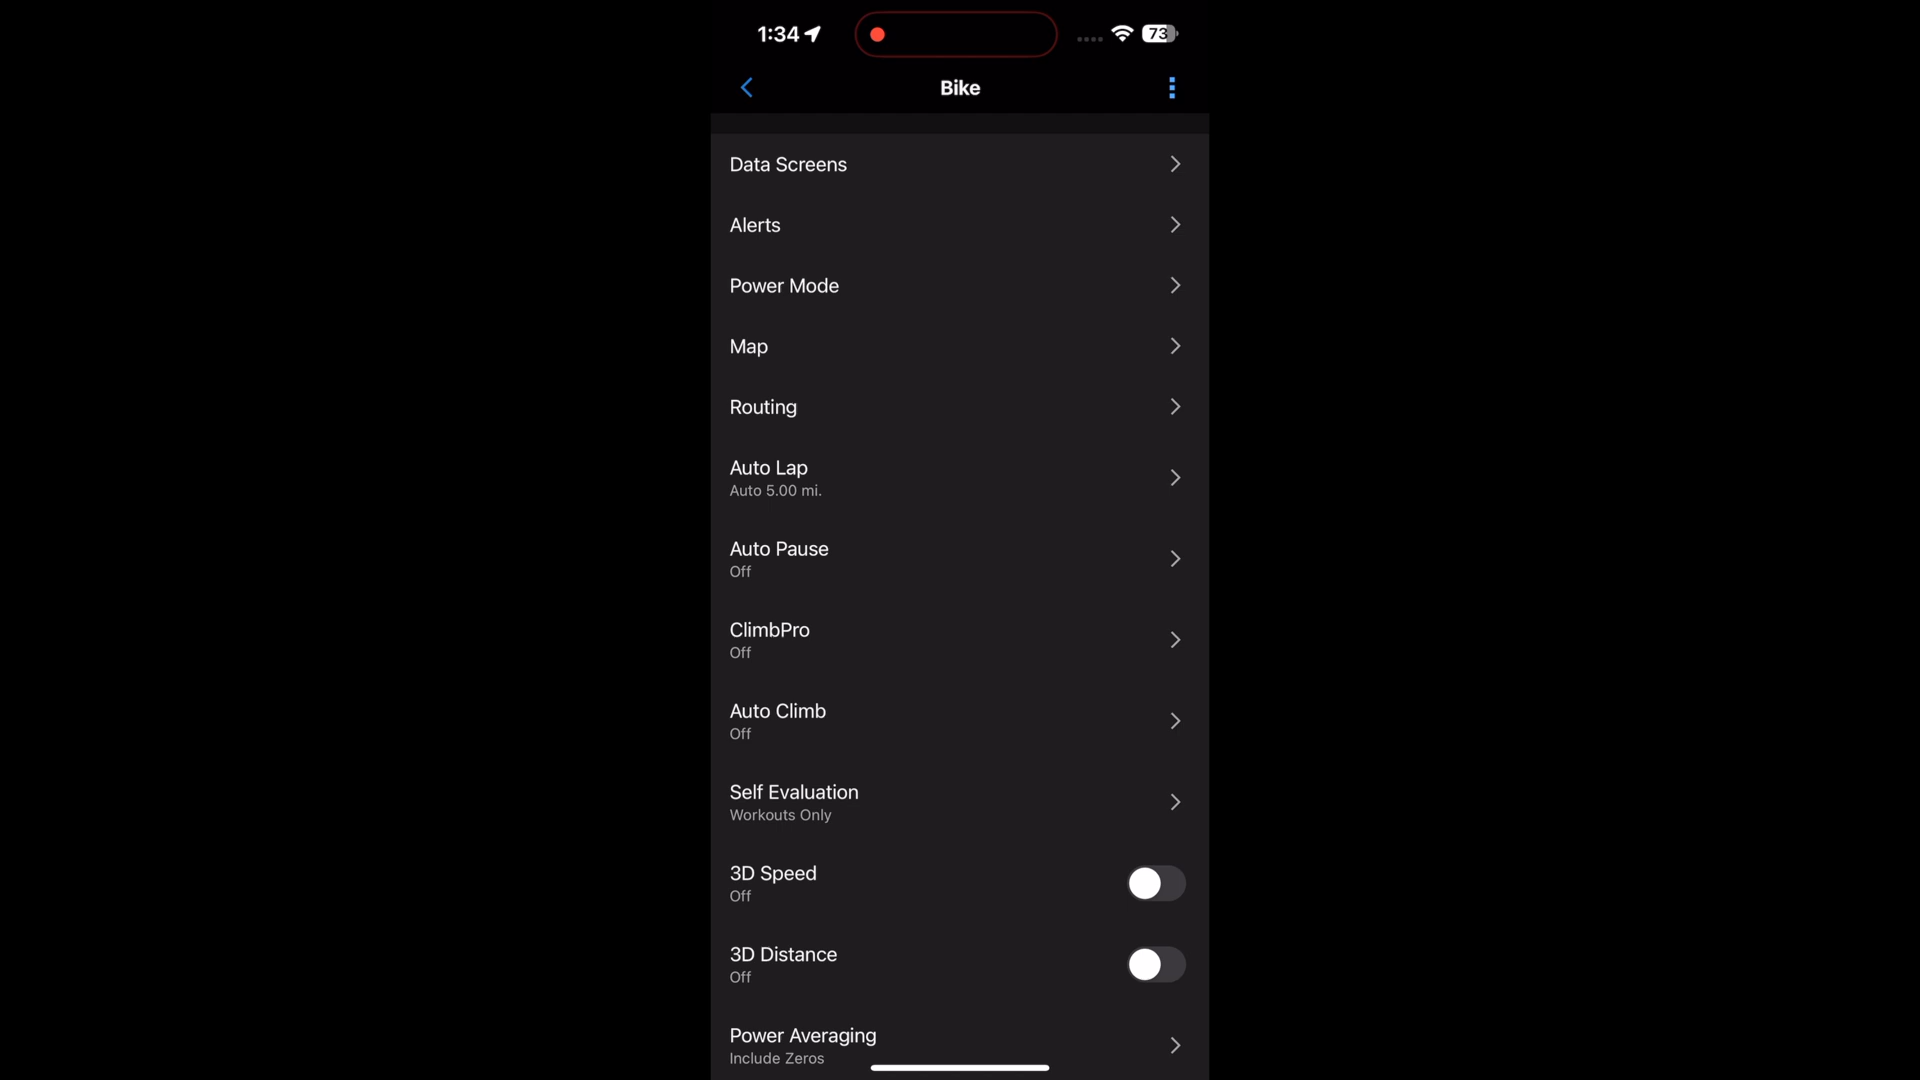 1:34
73
Bike
Data Screens
Alerts
Power Mode
Map
Routing
Auto Lap
Auto 5.00 mi.
Auto Pause
Off
ClimbPro
Off
Auto Climb
Off
Self Evaluation
Workouts Only
3D Speed
Off
3D Distance
Off
Power Averaging
Include Zeros